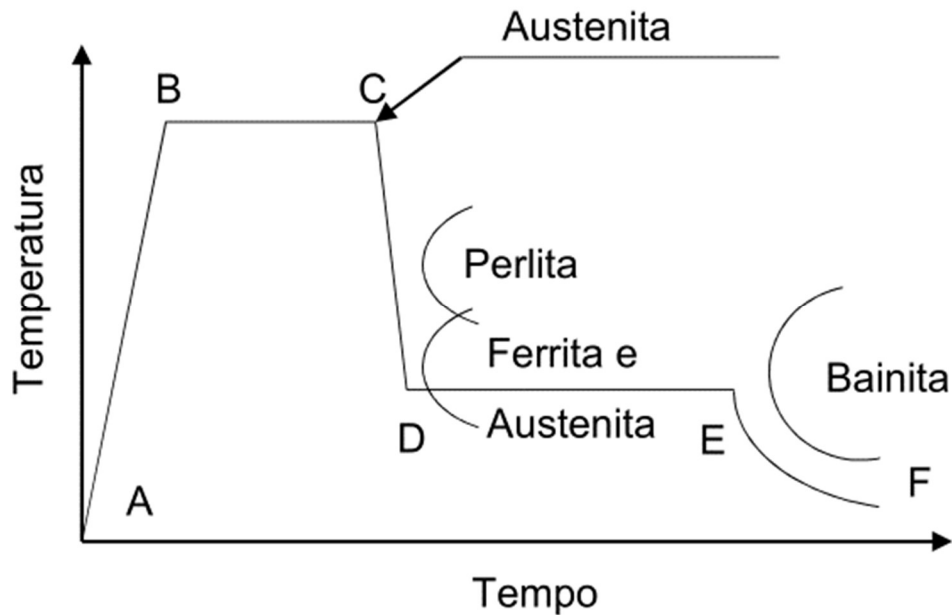 Austenita
B
C
Temperatura
Perlita
Ferrita e
Austenita
Bainita
D
E
F
A
Tempo